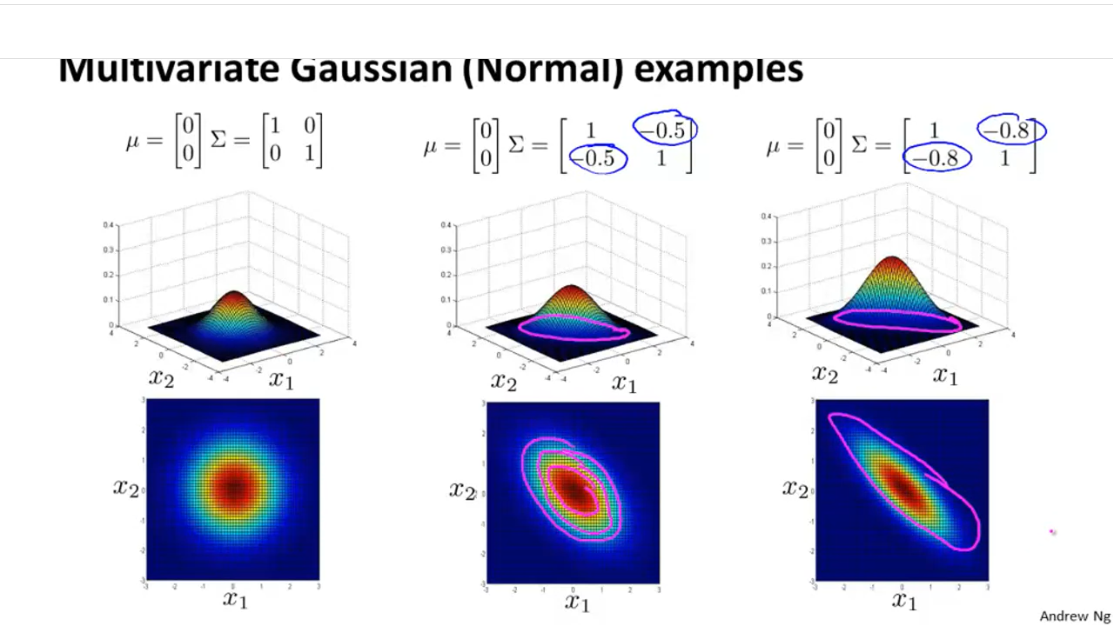 Multivariate Gaussian (Normal) examples
μ = [0 0] Σ = [1 0 0 1]
μ = [0 0] Σ = [1 −0.5 −0.5 1]
μ = [0 0] Σ = [1 −0.8 −0.8 1]
x2 x1
x2 x1
x2 x1
x2
x1
x2
x1
x2
x1
Andrew Ng